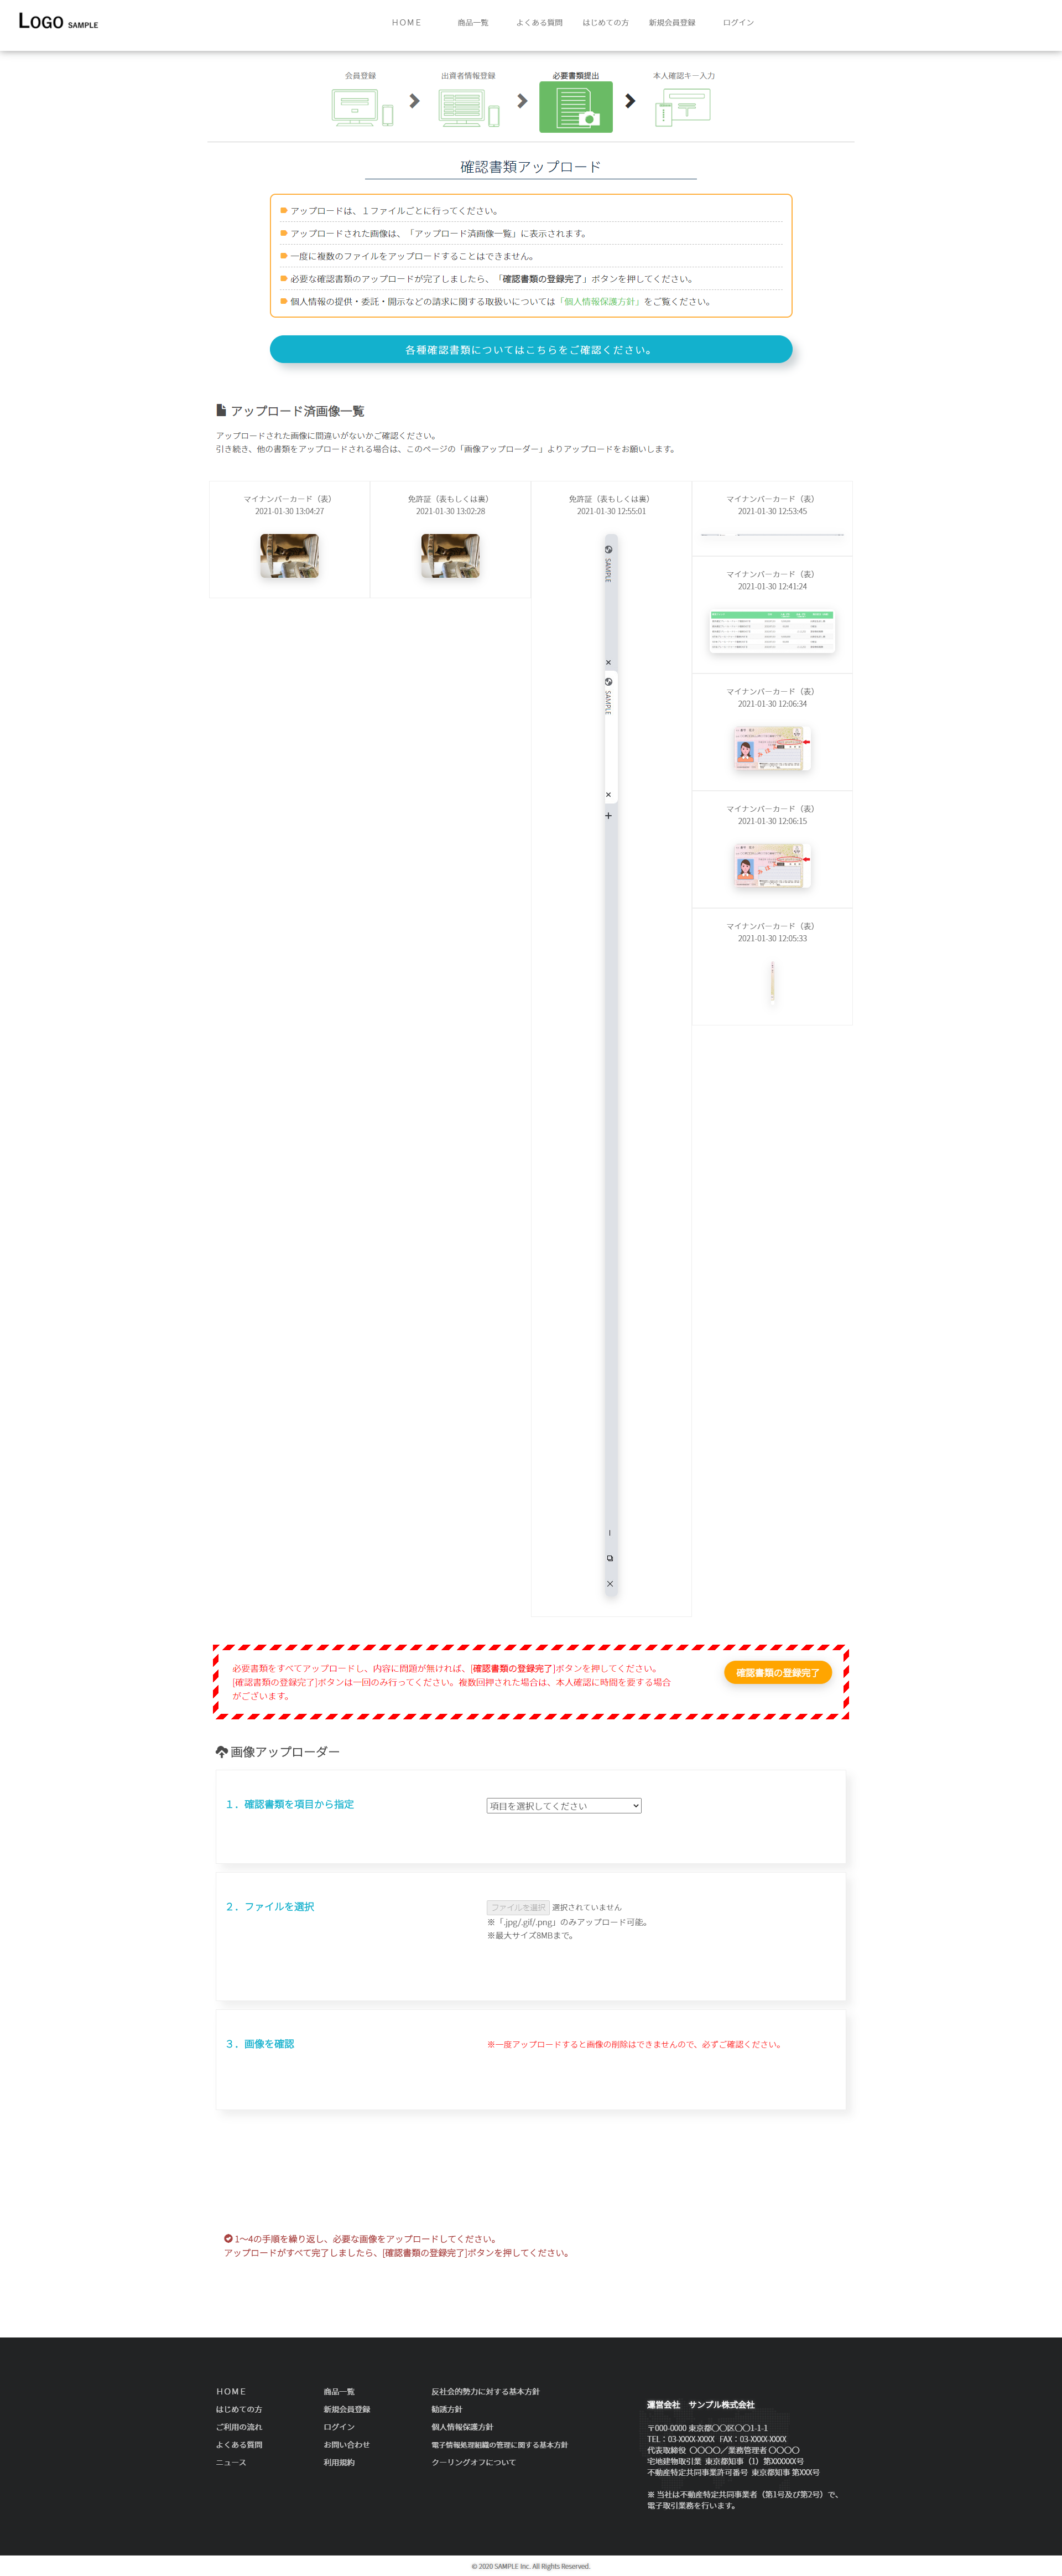 LOGO SAMPLE
ＨＯＭＥ 商品一覧 よくある質問 はじめての方 新規会員登録 ログイン
会員登録 出資者情報登録 必要書類提出 本人確認キー入力
確認書類アップロード
アップロードは、１ファイルごとに行ってください。
アップロードされた画像は、「アップロード済画像一覧」に表示されます。
一度に複数のファイルをアップロードすることはできません。
必要な確認書類のアップロードが完了しましたら、「確認書類の登録完了」ボタンを押してください。
個人情報の提供・委託・開示などの請求に関する取扱いについては「個人情報保護方針」をご覧ください。
各種確認書類についてはこちらをご確認ください。
アップロード済画像一覧
アップロードされた画像に間違いがないかご確認ください。
引き続き、他の書類をアップロードされる場合は、このページの「画像アップローダー」よりアップロードをお願いします。
マイナンバーカード（表）
2021-01-30 13:04:27
免許証（表もしくは裏）
2021-01-30 13:02:28
免許証（表もしくは裏）
2021-01-30 12:55:01
SAMPLE
SAMPLE
マイナンバーカード（表）
2021-01-30 12:53:45
マイナンバーカード（表）
2021-01-30 12:41:24
マイナンバーカード（表）
2021-01-30 12:06:34
マイナンバーカード（表）
2021-01-30 12:06:15
マイナンバーカード（表）
2021-01-30 12:05:33
必要書類をすべてアップロードし、内容に問題が無ければ、[確認書類の登録完了]ボタンを押してください。
[確認書類の登録完了]ボタンは一回のみ行ってください。複数回押された場合は、本人確認に時間を要する場合
がございます。
確認書類の登録完了
画像アップローダー
１．確認書類を項目から指定
項目を選択してください
２．ファイルを選択
ファイルを選択 選択されていません
※「.jpg/.gif/.png」のみアップロード可能。
※最大サイズ8MBまで。
３．画像を確認
※一度アップロードすると画像の削除はできませんので、必ずご確認ください。
1〜4の手順を繰り返し、必要な画像をアップロードしてください。
アップロードがすべて完了しましたら、[確認書類の登録完了]ボタンを押してください。
ＨＯＭＥ
はじめての方
ご利用の流れ
よくある質問
ニュース
商品一覧
新規会員登録
ログイン
お問い合わせ
利用規約
反社会的勢力に対する基本方針
勧誘方針
個人情報保護方針
電子情報処理組織の管理に関する基本方針
クーリングオフについて
運営会社 サンプル株式会社
〒000-0000 東京都〇〇区〇〇1-1-1
TEL：03-XXXX-XXXX FAX：03-XXXX-XXXX
代表取締役 〇〇〇〇／業務管理者 〇〇〇〇
宅地建物取引業 東京都知事（1）第XXXXXX号
不動産特定共同事業許可番号 東京都知事 第XXX号
※ 当社は不動産特定共同事業者（第1号及び第2号）で、
電子取引業務を行います。
© 2020 SAMPLE Inc. All Rights Reserved.